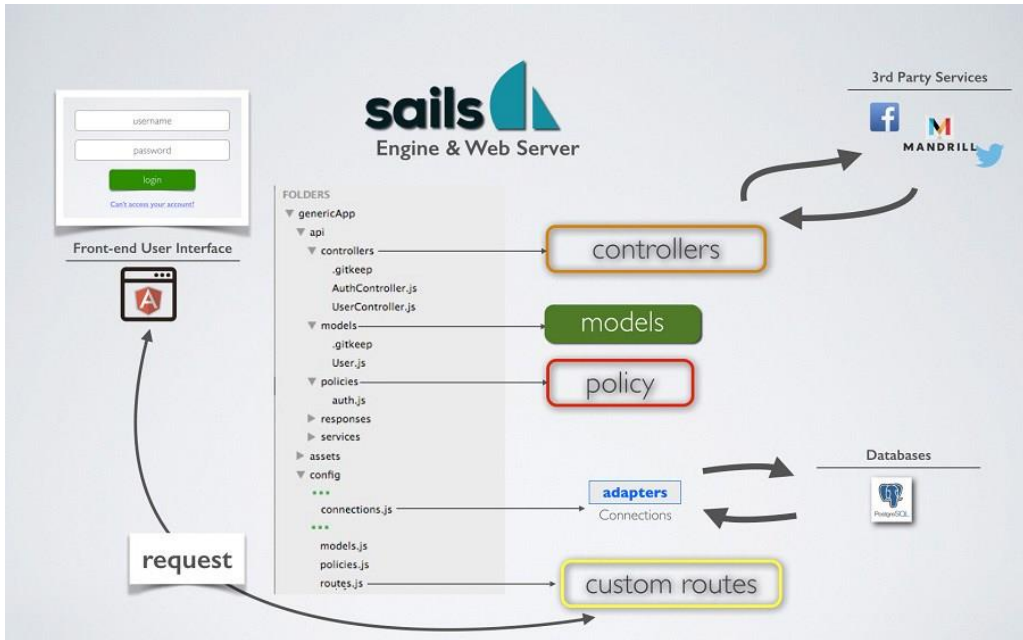 sails
Engine & Web Server
username
password
login
Can't access your account?
Front-end User Interface
FOLDERS
genericApp
api
controllers
.gitkeep
AuthController.js
UserController.js
models
.gitkeep
User.js
policies
auth.js
responses
services
assets
config
...
connections.js
...
models.js
policies.js
routes.js
request
controllers
models
policy
adapters
Connections
custom routes
3rd Party Services
MANDRILL
Databases
PostgreSQL